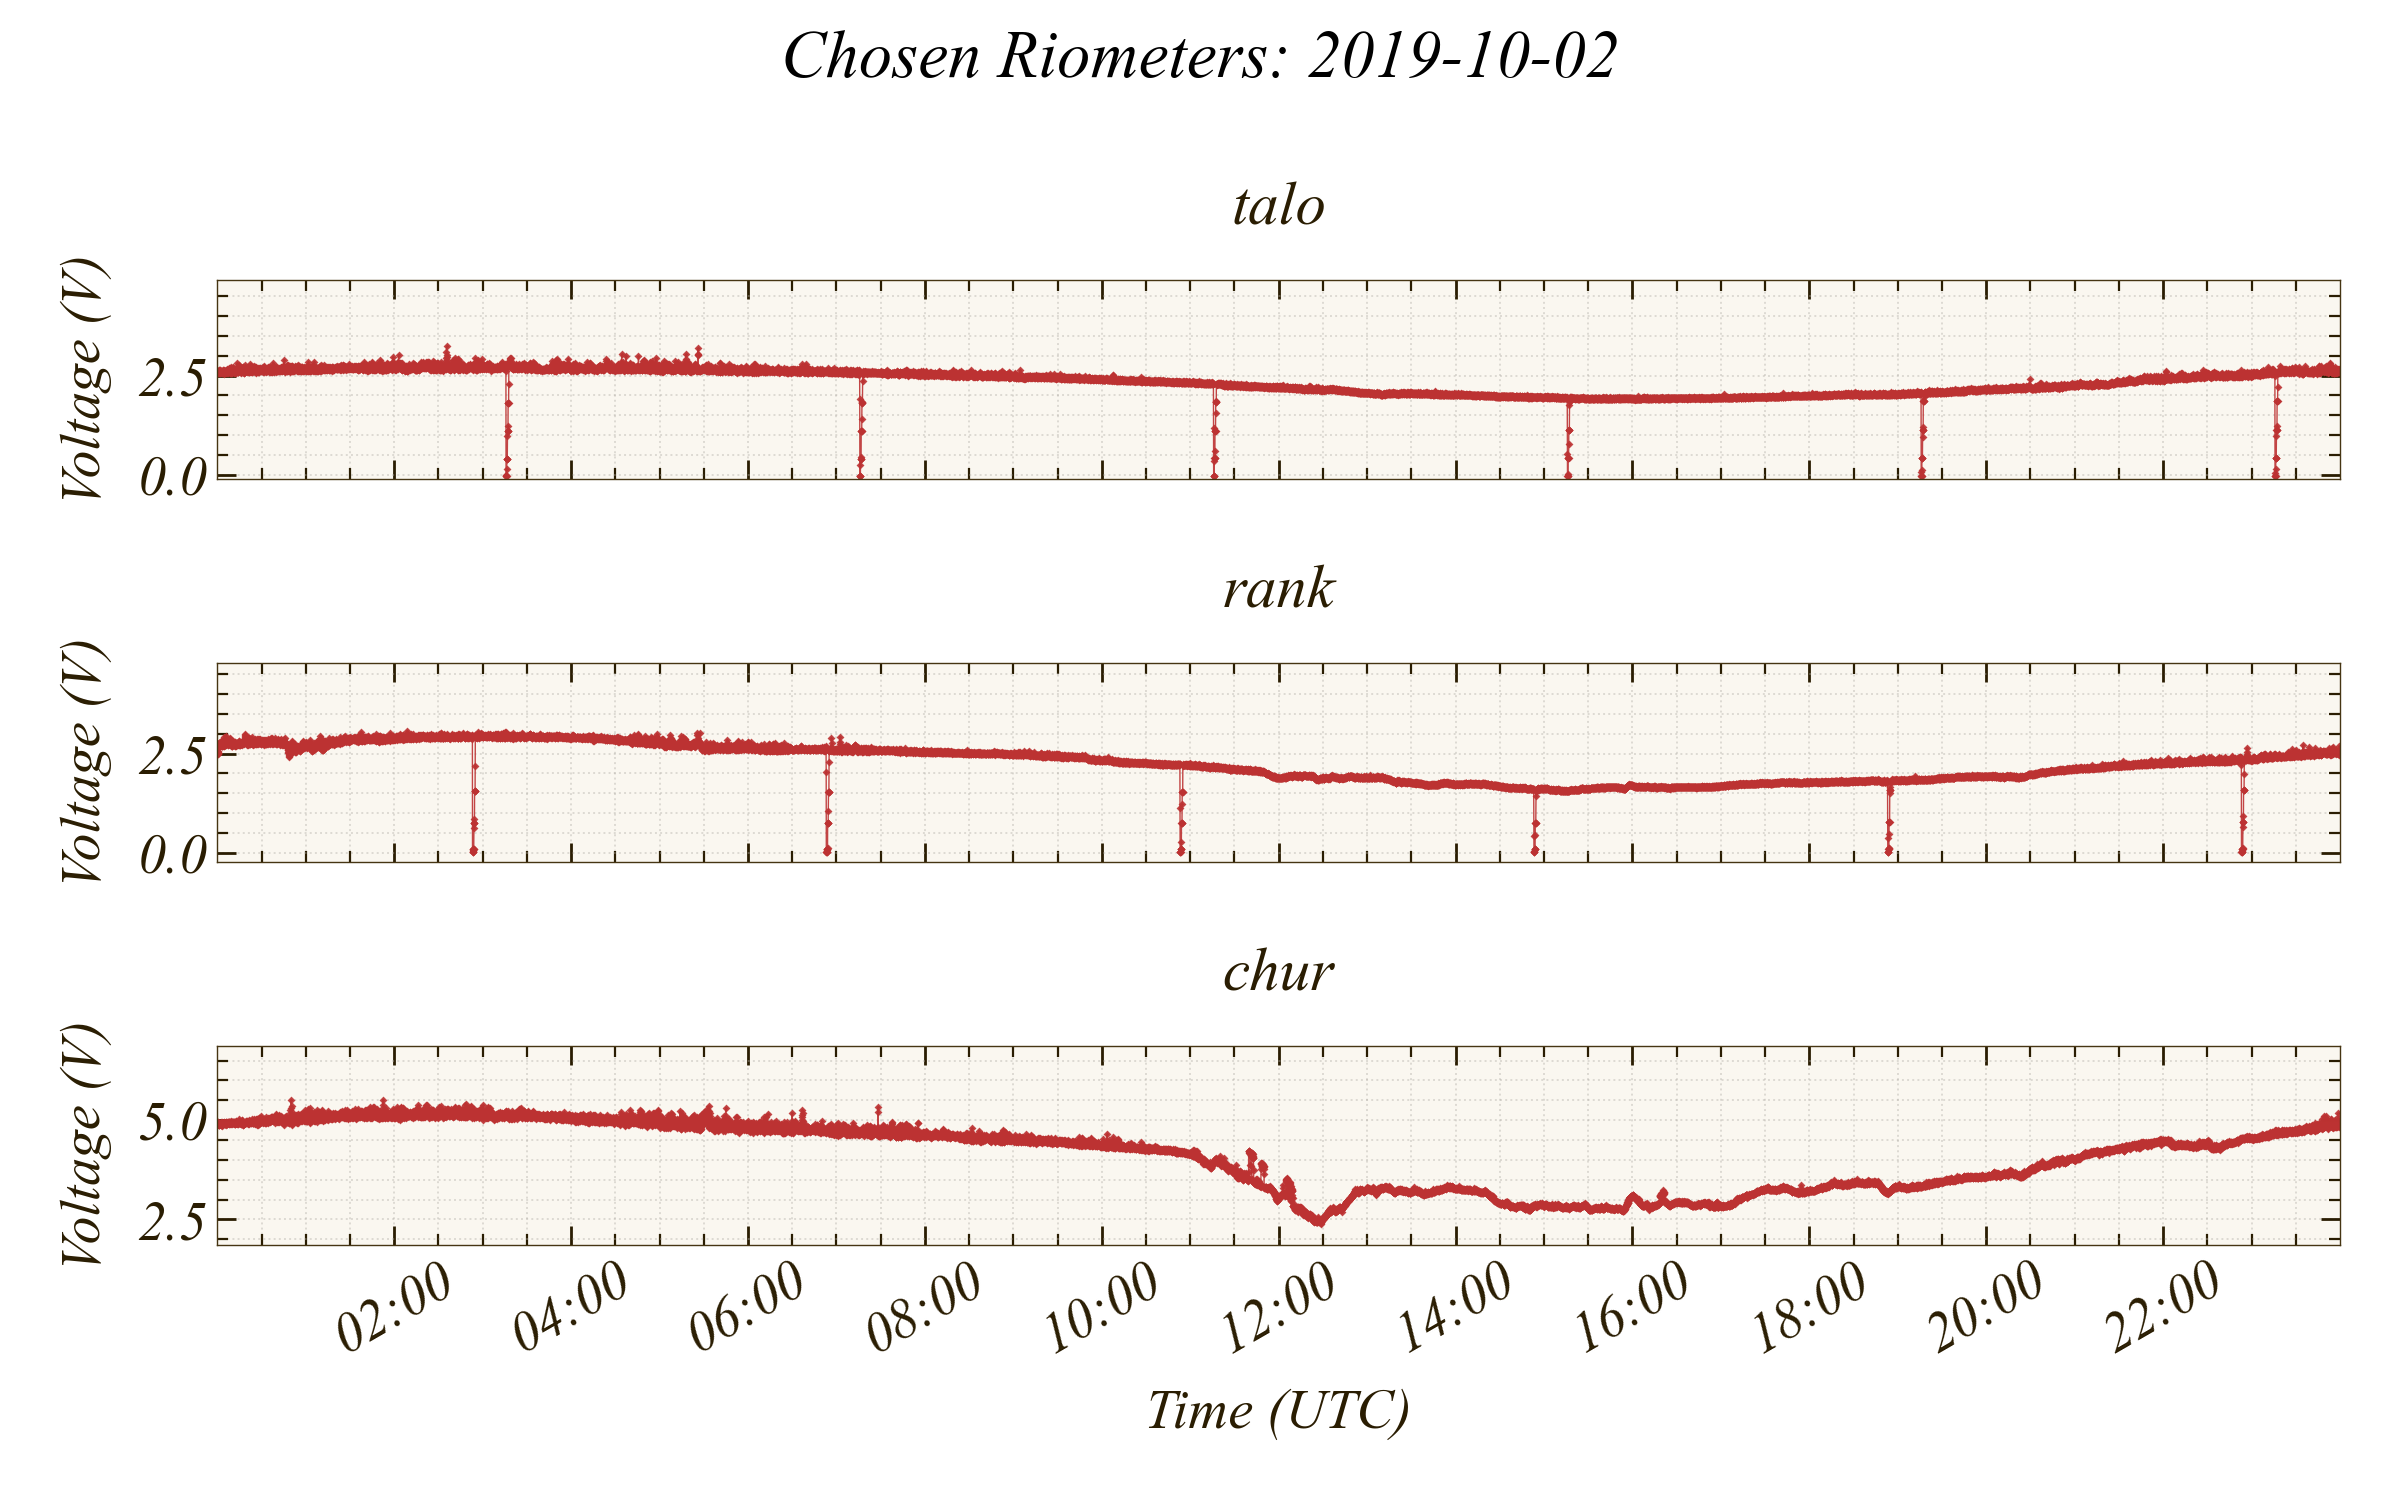 Chosen Riometers: 2019-10-02
talo
Voltage (V)
2.5
0.0
rank
Voltage (V)
2.5
0.0
chur
Voltage (V)
5.0
2.5
02:00 04:00 06:00 08:00 10:00 12:00 14:00 16:00 18:00 20:00 22:00
Time (UTC)